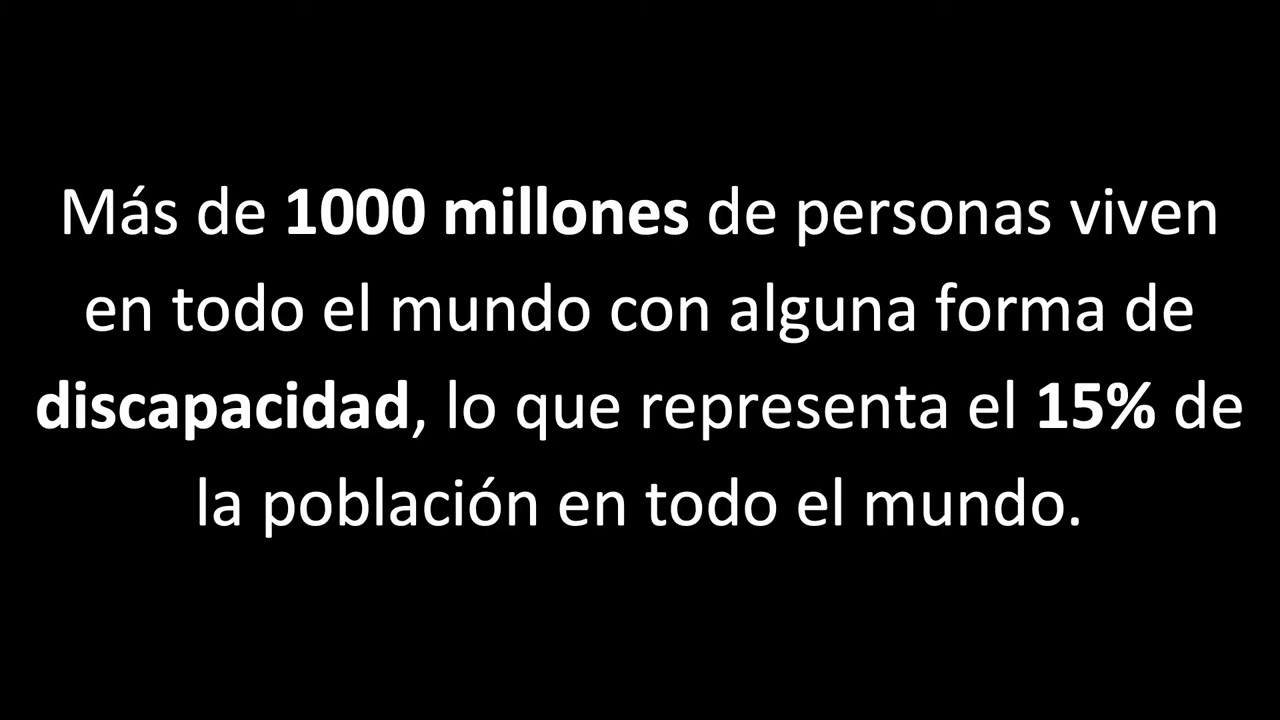 Más de 1000 millones de personas viven
en todo el mundo con alguna forma de
discapacidad, lo que representa el 15% de
la población en todo el mundo.